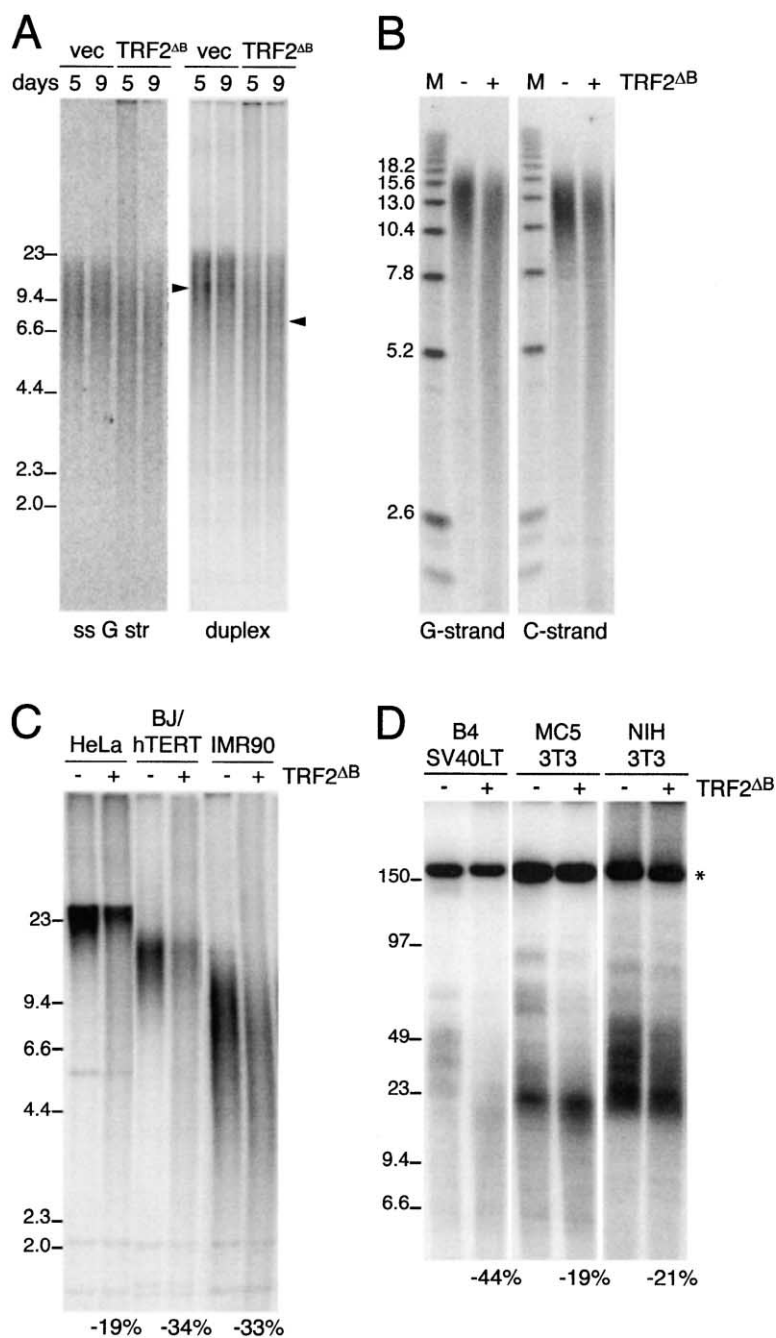 A
vec TRF2ΔB vec TRF2ΔB
days 5 9 5 9 5 9 5 9
23
9.4
6.6
4.4
2.3
2.0
ss G str duplex
B
M - + M - + TRF2ΔB
18.2
15.6
13.0
10.4
7.8
5.2
2.6
G-strand C-strand
C
BJ/
HeLa hTERT IMR90
- + - + - + TRF2ΔB
23
9.4
6.6
4.4
2.3
2.0
-19% -34% -33%
D
B4 MC5 NIH
SV40LT 3T3 3T3
- + - + - + TRF2ΔB
150 *
97
49
23
9.4
6.6
-44% -19% -21%